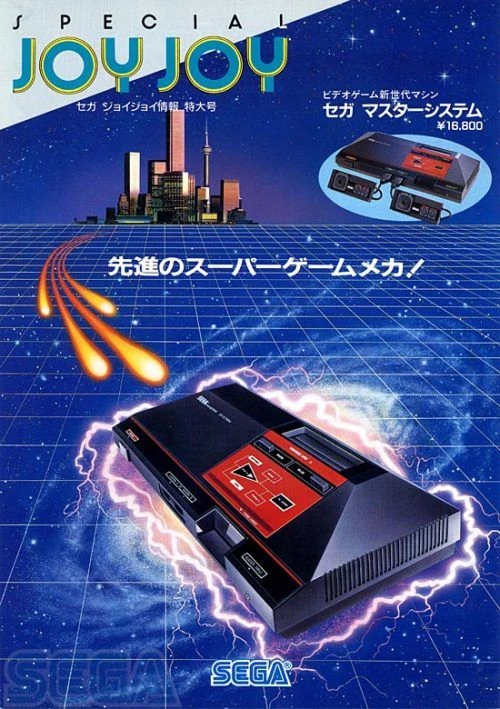 SPECIAL
JOYJOY
セガ ジョイジョイ情報 特大号
ビデオゲーム新世代マシン
セガ マスターシステム
¥16,800
先進のスーパーゲームメカ!
SEGA
SEGA®
SEGA